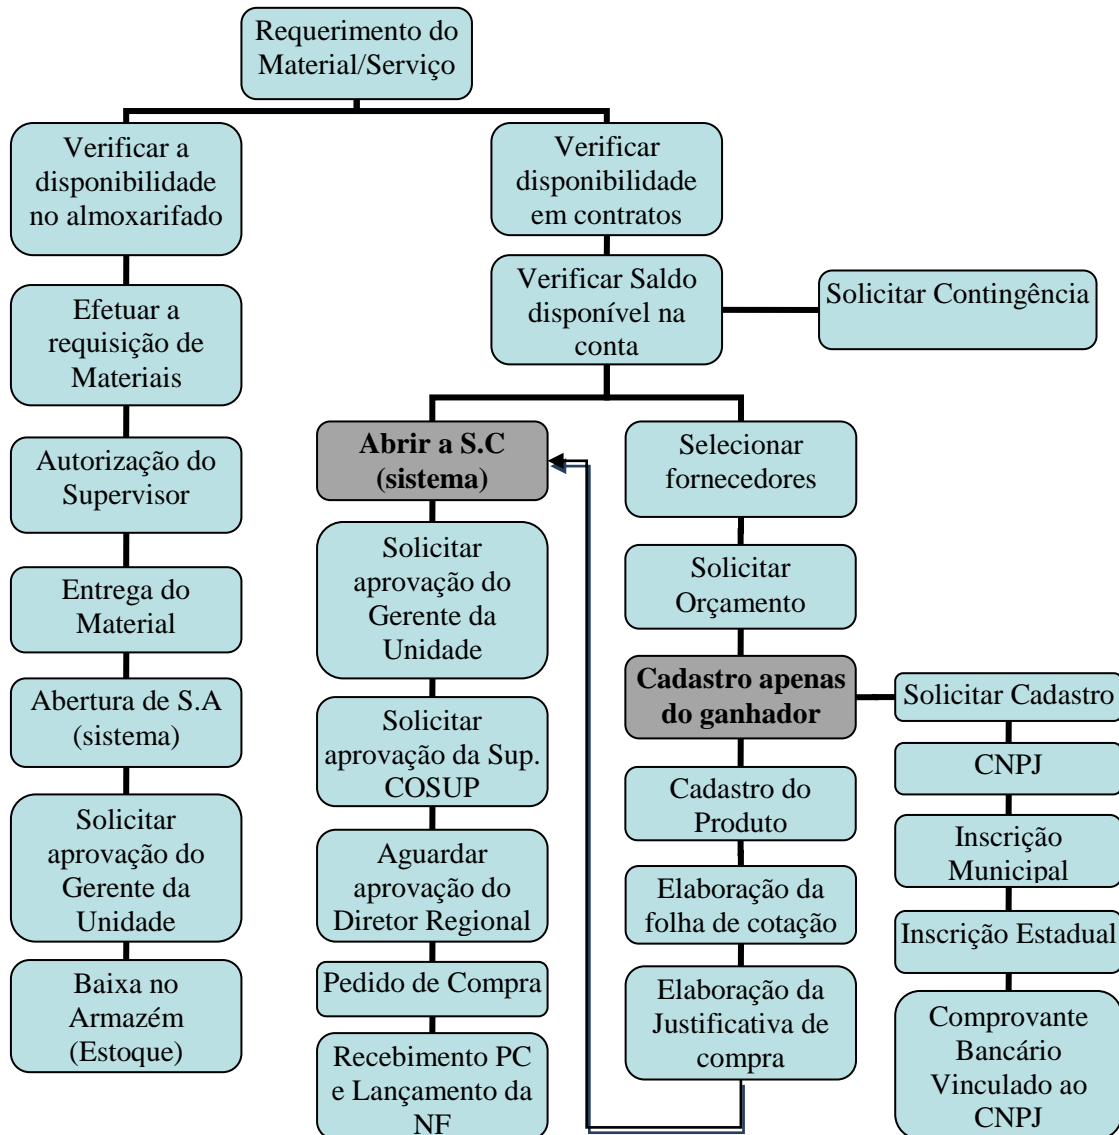 Requerimento do
Material/Serviço
Verificar a
disponibilidade
no almoxarifado
Efetuar a
requisição de
Materiais
Autorização do
Supervisor
Entrega do
Material
Abertura de S.A
(sistema)
Solicitar
aprovação do
Gerente da
Unidade
Baixa no
Armazém
(Estoque)
Verificar
disponibilidade
em contratos
Verificar Saldo
disponível na
conta
Solicitar Contingência
Abrir a S.C
(sistema)
Solicitar
aprovação do
Gerente da
Unidade
Solicitar
aprovação da Sup.
COSUP
Aguardar
aprovação do
Diretor Regional
Pedido de Compra
Recebimento PC
e Lançamento da
NF
Selecionar
fornecedores
Solicitar
Orçamento
Cadastro apenas
do ganhador
Cadastro do
Produto
Elaboração da
folha de cotação
Elaboração da
Justificativa de
compra
Solicitar Cadastro
CNPJ
Inscrição
Municipal
Inscrição Estadual
Comprovante
Bancário
Vinculado ao
CNPJ